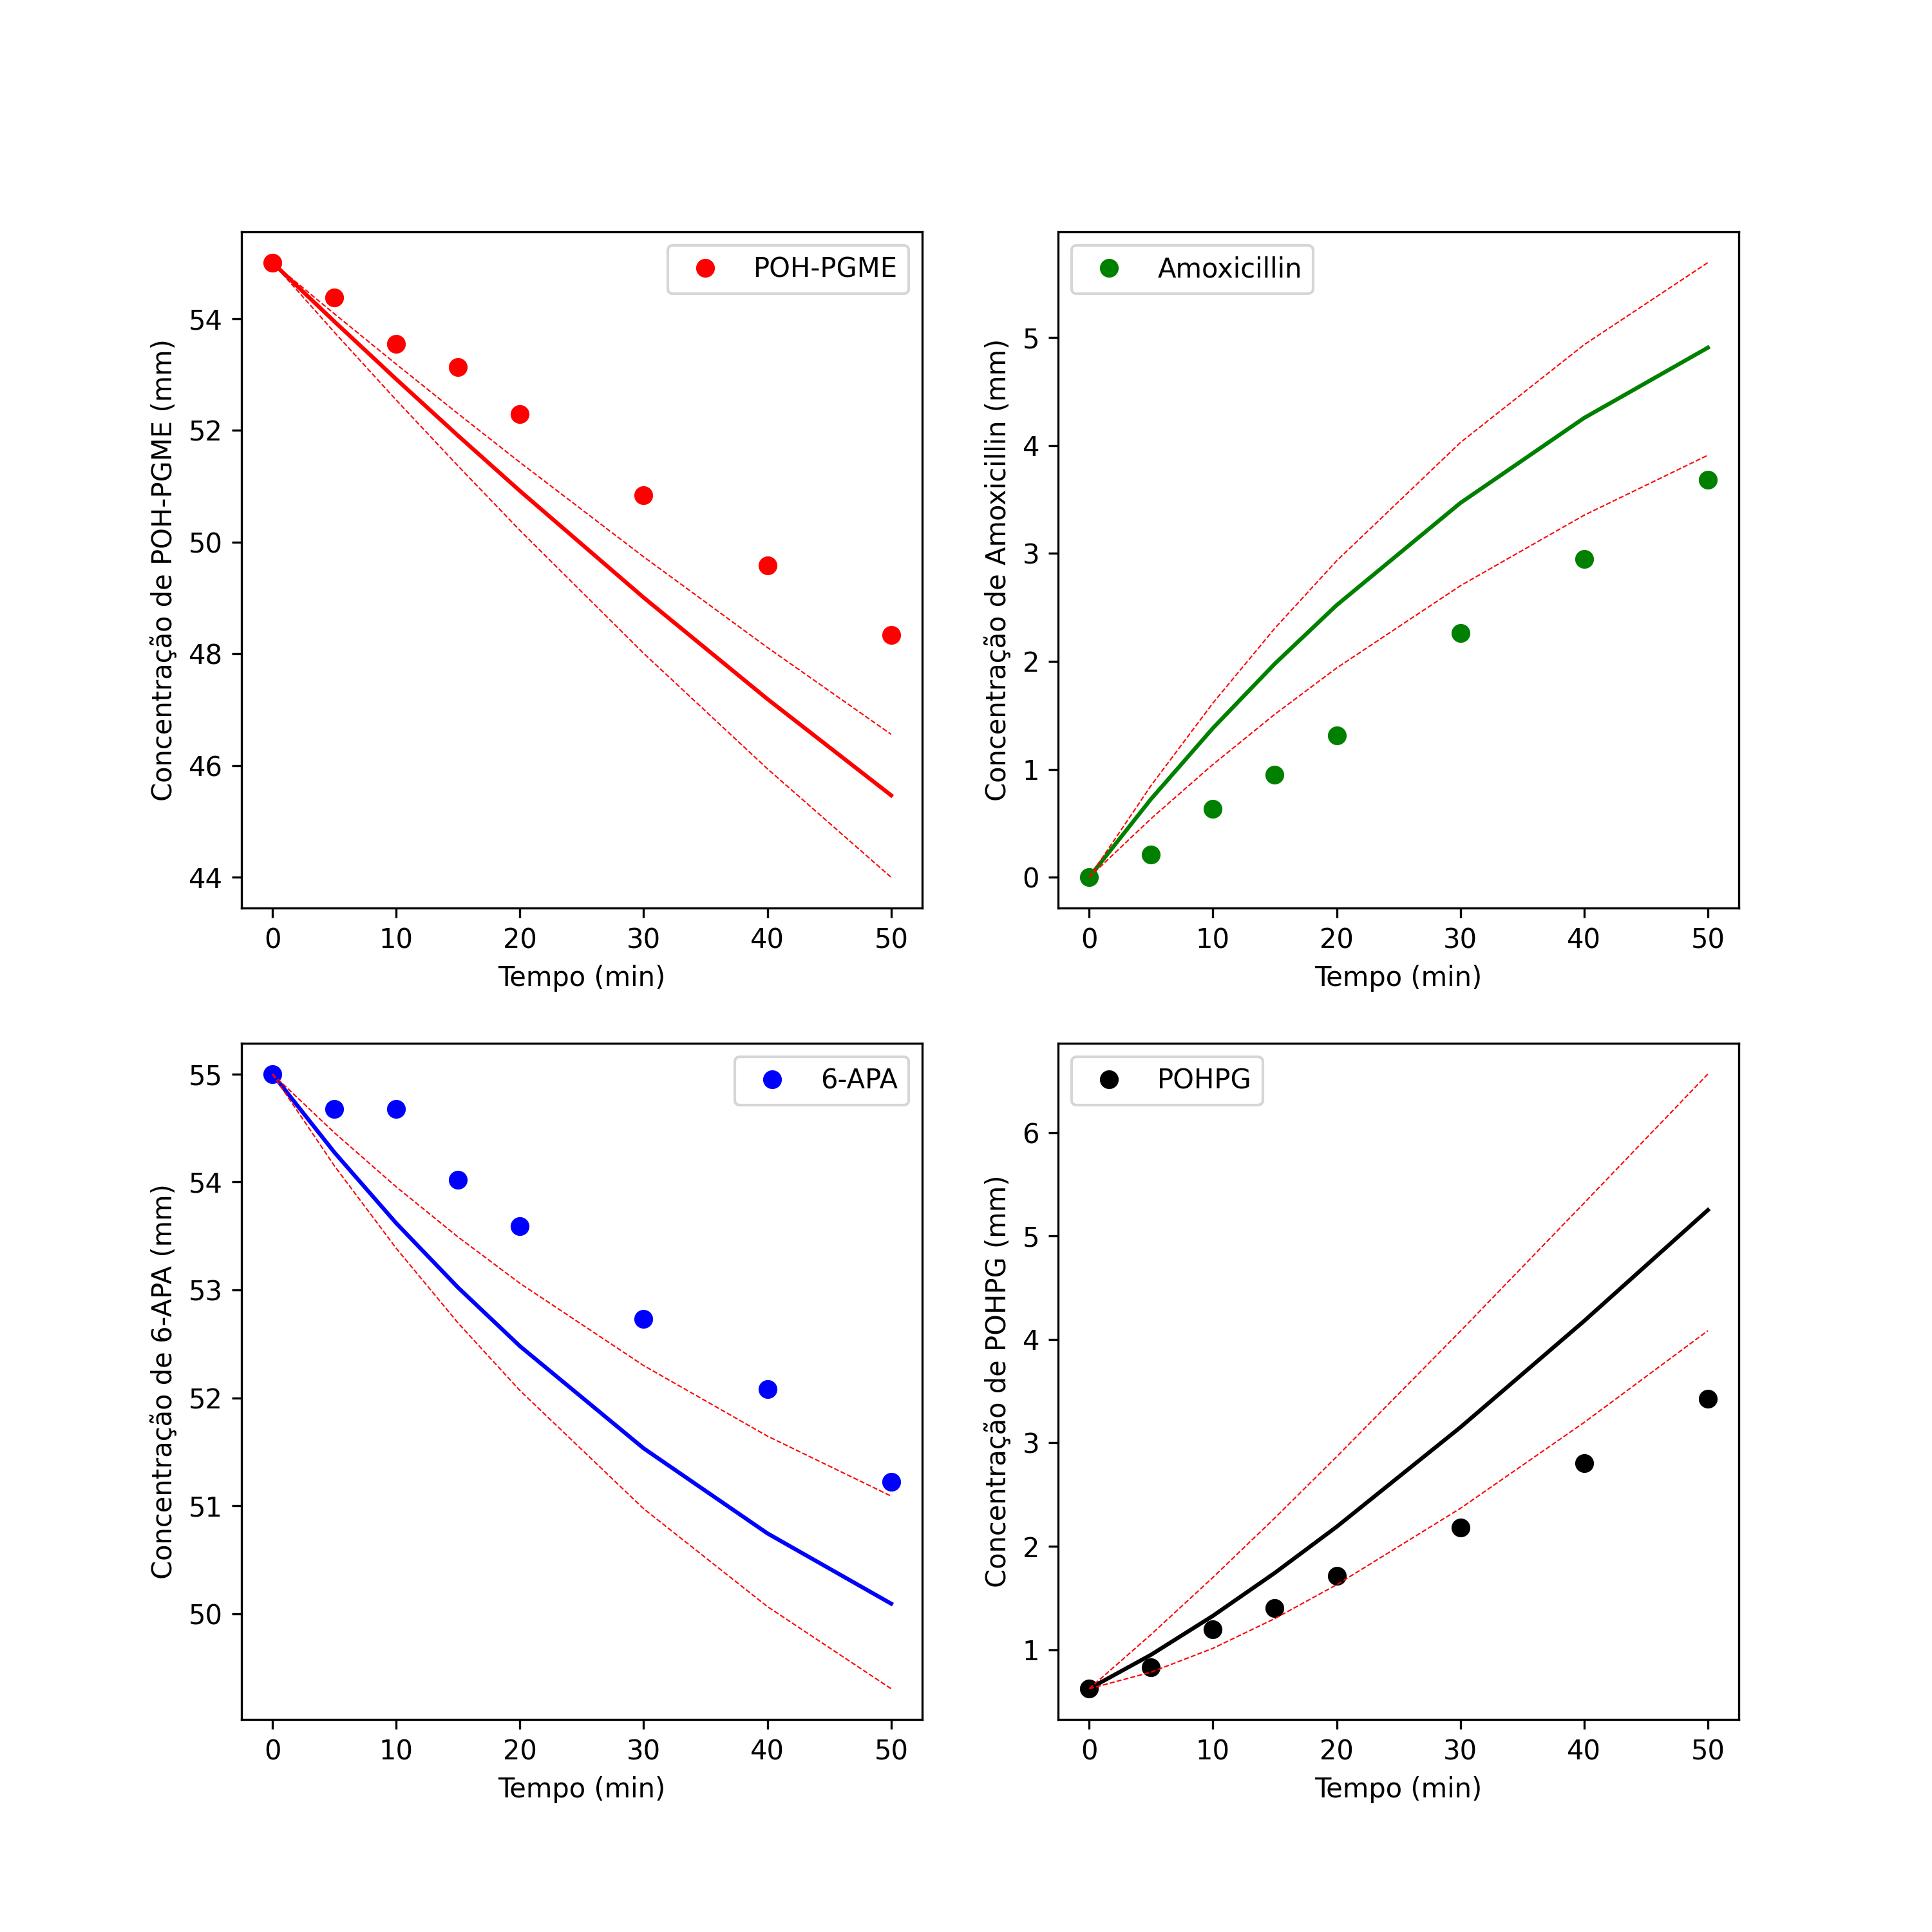 POH-PGME
Concentração de POH-PGME (mm)
54
52
50
48
46
44
0 10 20 30 40 50
Tempo (min)
Amoxicillin
Concentração de Amoxicillin (mm)
5
4
3
2
1
0
0 10 20 30 40 50
Tempo (min)
6-APA
Concentração de 6-APA (mm)
55
54
53
52
51
50
0 10 20 30 40 50
Tempo (min)
POHPG
Concentração de POHPG (mm)
6
5
4
3
2
1
0 10 20 30 40 50
Tempo (min)